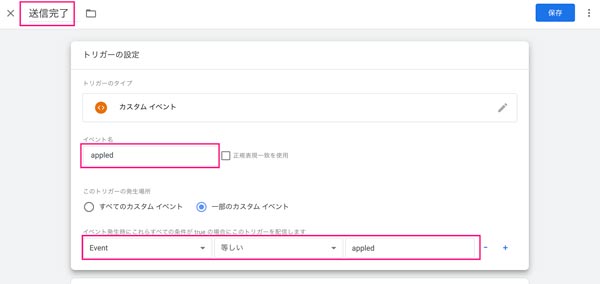 送信完了
保存
トリガーの設定
トリガーのタイプ
カスタム イベント
イベント名
appled
正規表現一致を使用
このトリガーの発生場所
すべてのカスタム イベント
一部のカスタム イベント
イベント発生時にこれらすべての条件が true の場合にこのトリガーを配信します
Event 等しい appled